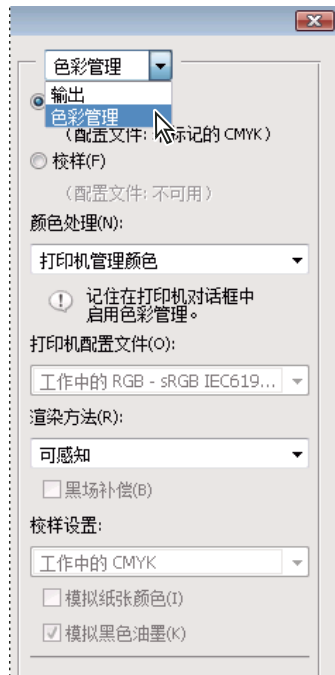 色彩管理
输出
色彩管理
（配置文件: 标记的 CMYK）
校样(F)
（配置文件: 不可用）
颜色处理(N):
打印机管理颜色
记住在打印机对话框中
启用色彩管理。
打印机配置文件(O):
工作中的 RGB - sRGB IEC619...
渲染方法(R):
可感知
黑场补偿(B)
校样设置:
工作中的 CMYK
模拟纸张颜色(I)
模拟黑色油墨(K)